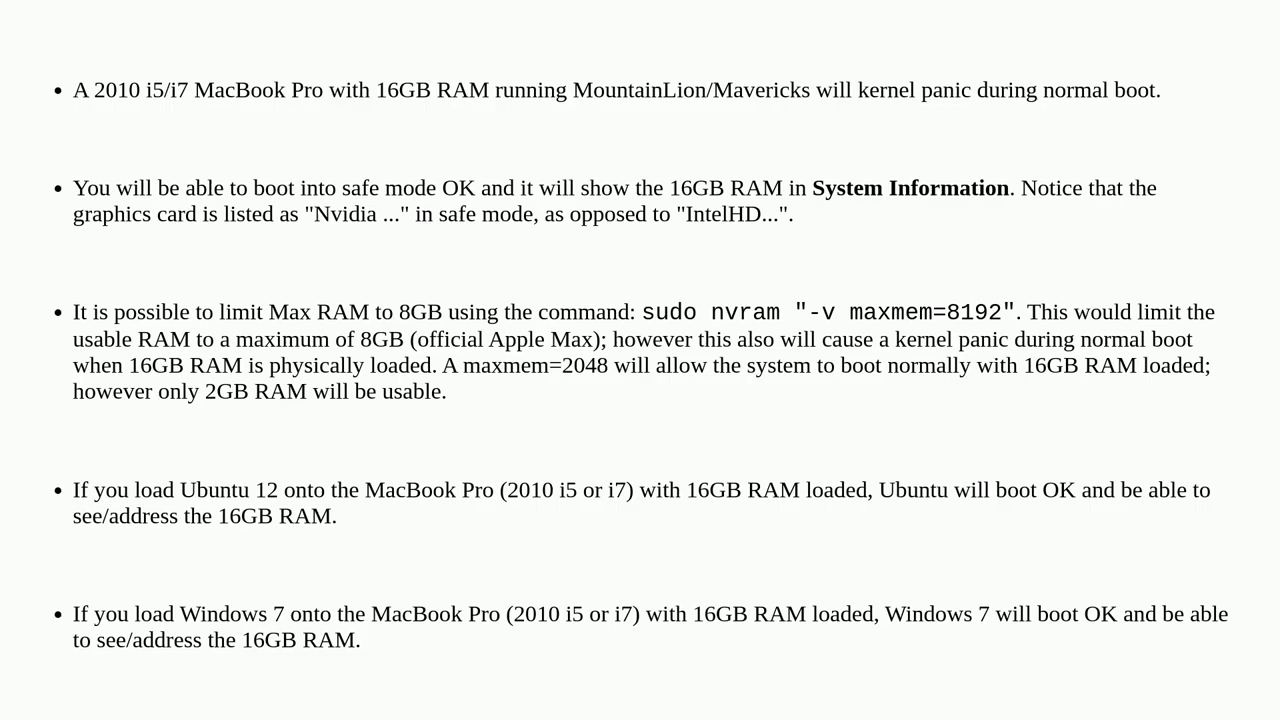 • A 2010 i5/i7 MacBook Pro with 16GB RAM running MountainLion/Mavericks will kernel panic during normal boot.
• You will be able to boot into safe mode OK and it will show the 16GB RAM in System Information. Notice that the
graphics card is listed as "Nvidia ..." in safe mode, as opposed to "IntelHD...".
• It is possible to limit Max RAM to 8GB using the command: sudo nvram "-v maxmem=8192". This would limit the
usable RAM to a maximum of 8GB (official Apple Max); however this also will cause a kernel panic during normal boot
when 16GB RAM is physically loaded. A maxmem=2048 will allow the system to boot normally with 16GB RAM loaded;
however only 2GB RAM will be usable.
• If you load Ubuntu 12 onto the MacBook Pro (2010 i5 or i7) with 16GB RAM loaded, Ubuntu will boot OK and be able to
see/address the 16GB RAM.
• If you load Windows 7 onto the MacBook Pro (2010 i5 or i7) with 16GB RAM loaded, Windows 7 will boot OK and be able
to see/address the 16GB RAM.